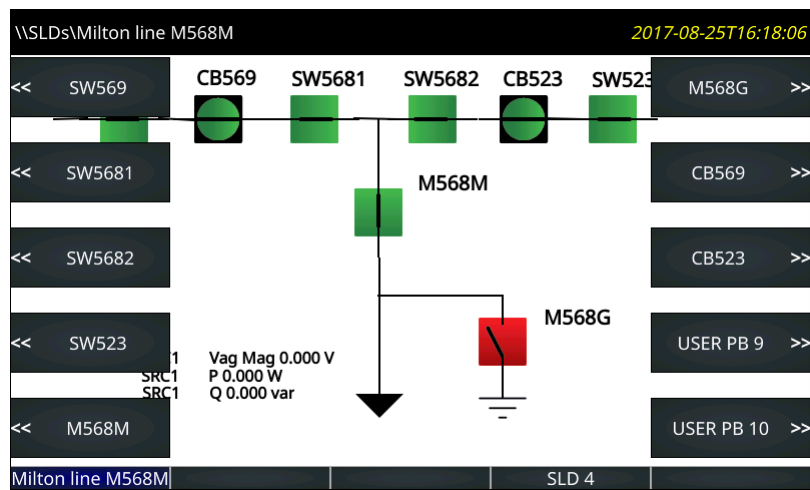 \\SLDs\Milton line M568M 2017-08-25T16:18:06
<< SW569 CB569 SW5681 SW5682 CB523 SW523 M568G >>
<< SW5681 M568M CB569 >>
<< SW5682 CB523 >>
M568G
<< SW523 USER PB 9 >>
1 Vag Mag 0.000 V
SRC1 P 0.000 W
SRC1 Q 0.000 var
<< M568M USER PB 10 >>
Milton line M568M SLD 4